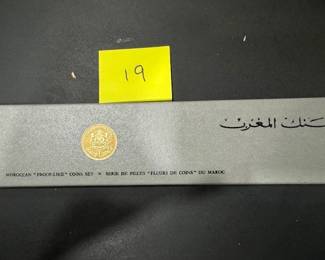 19
بنك المغرب
MOROCCAN "PROOF-LIKE" COINS SET * SERIE DE PIECES "FLEURS DE COINS" DU MAROC